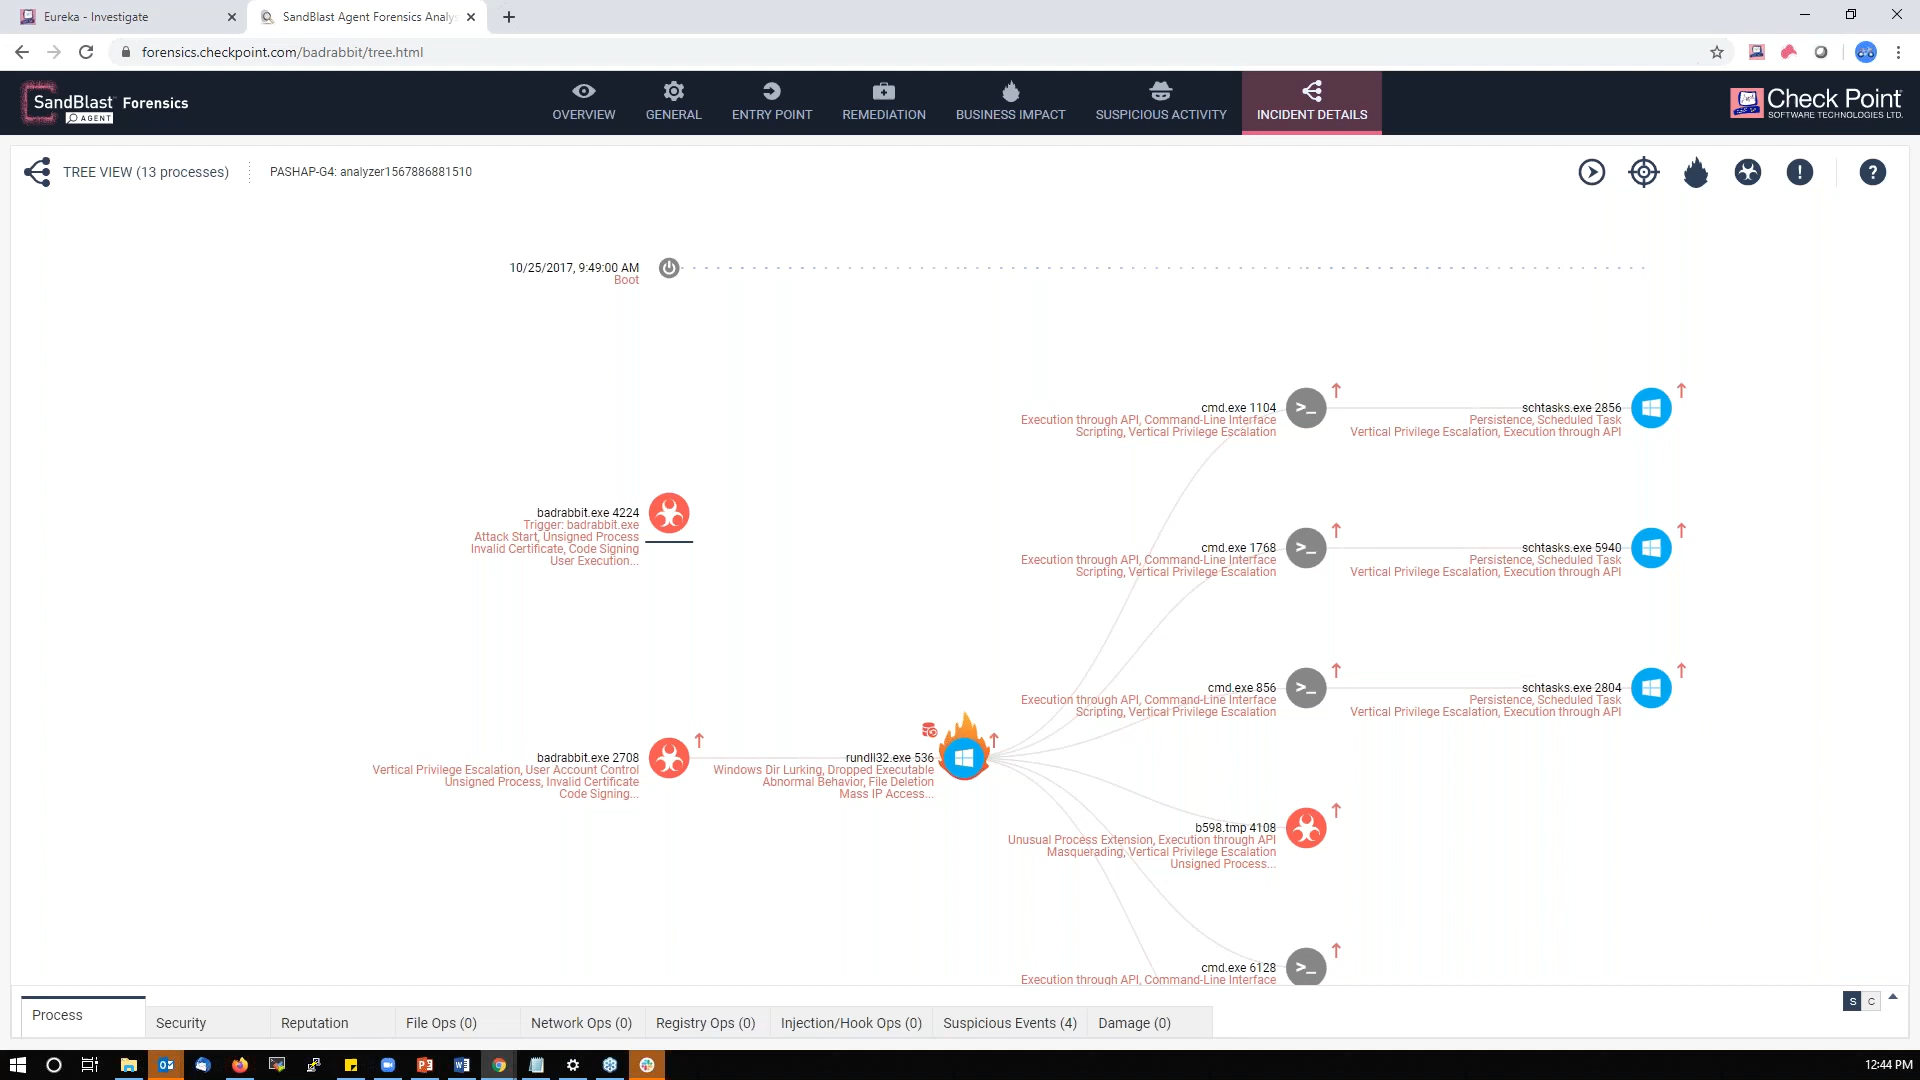 Eureka - Investigate
SandBlast Agent Forensics Analys
forensics.checkpoint.com/badrabbit/tree.html
SandBlast
AGENT
Forensics
OVERVIEW
GENERAL
ENTRY POINT
REMEDIATION
BUSINESS IMPACT
SUSPICIOUS ACTIVITY
INCIDENT DETAILS
Check Point
SOFTWARE TECHNOLOGIES LTD.
TREE VIEW (13 processes)
PASHAP-G4: analyzer1567886881510
10/25/2017, 9:49:00 AM
Boot
cmd.exe 1104
Execution through API, Command-Line Interface
Scripting, Vertical Privilege Escalation
schtasks.exe 2856
Persistence, Scheduled Task
Vertical Privilege Escalation, Execution through API
badrabbit.exe 4224
Trigger: badrabbit.exe
Attack Start, Unsigned Process
Invalid Certificate, Code Signing
User Execution...
cmd.exe 1768
Execution through API, Command-Line Interface
Scripting, Vertical Privilege Escalation
schtasks.exe 5940
Persistence, Scheduled Task
Vertical Privilege Escalation, Execution through API
cmd.exe 856
Execution through API, Command-Line Interface
Scripting, Vertical Privilege Escalation
schtasks.exe 2804
Persistence, Scheduled Task
Vertical Privilege Escalation, Execution through API
badrabbit.exe 2708
Vertical Privilege Escalation, User Account Control
Unsigned Process, Invalid Certificate
Code Signing...
rundll32.exe 536
Windows Dir Lurking, Dropped Executable
Abnormal Behavior, File Deletion
Mass IP Access...
b598.tmp 4108
Unusual Process Extension, Execution through API
Masquerading, Vertical Privilege Escalation
Unsigned Process...
cmd.exe 6128
Execution through API, Command-Line Interface
S C
Process
Security
Reputation
File Ops (0)
Network Ops (0)
Registry Ops (0)
Injection/Hook Ops (0)
Suspicious Events (4)
Damage (0)
12:44 PM